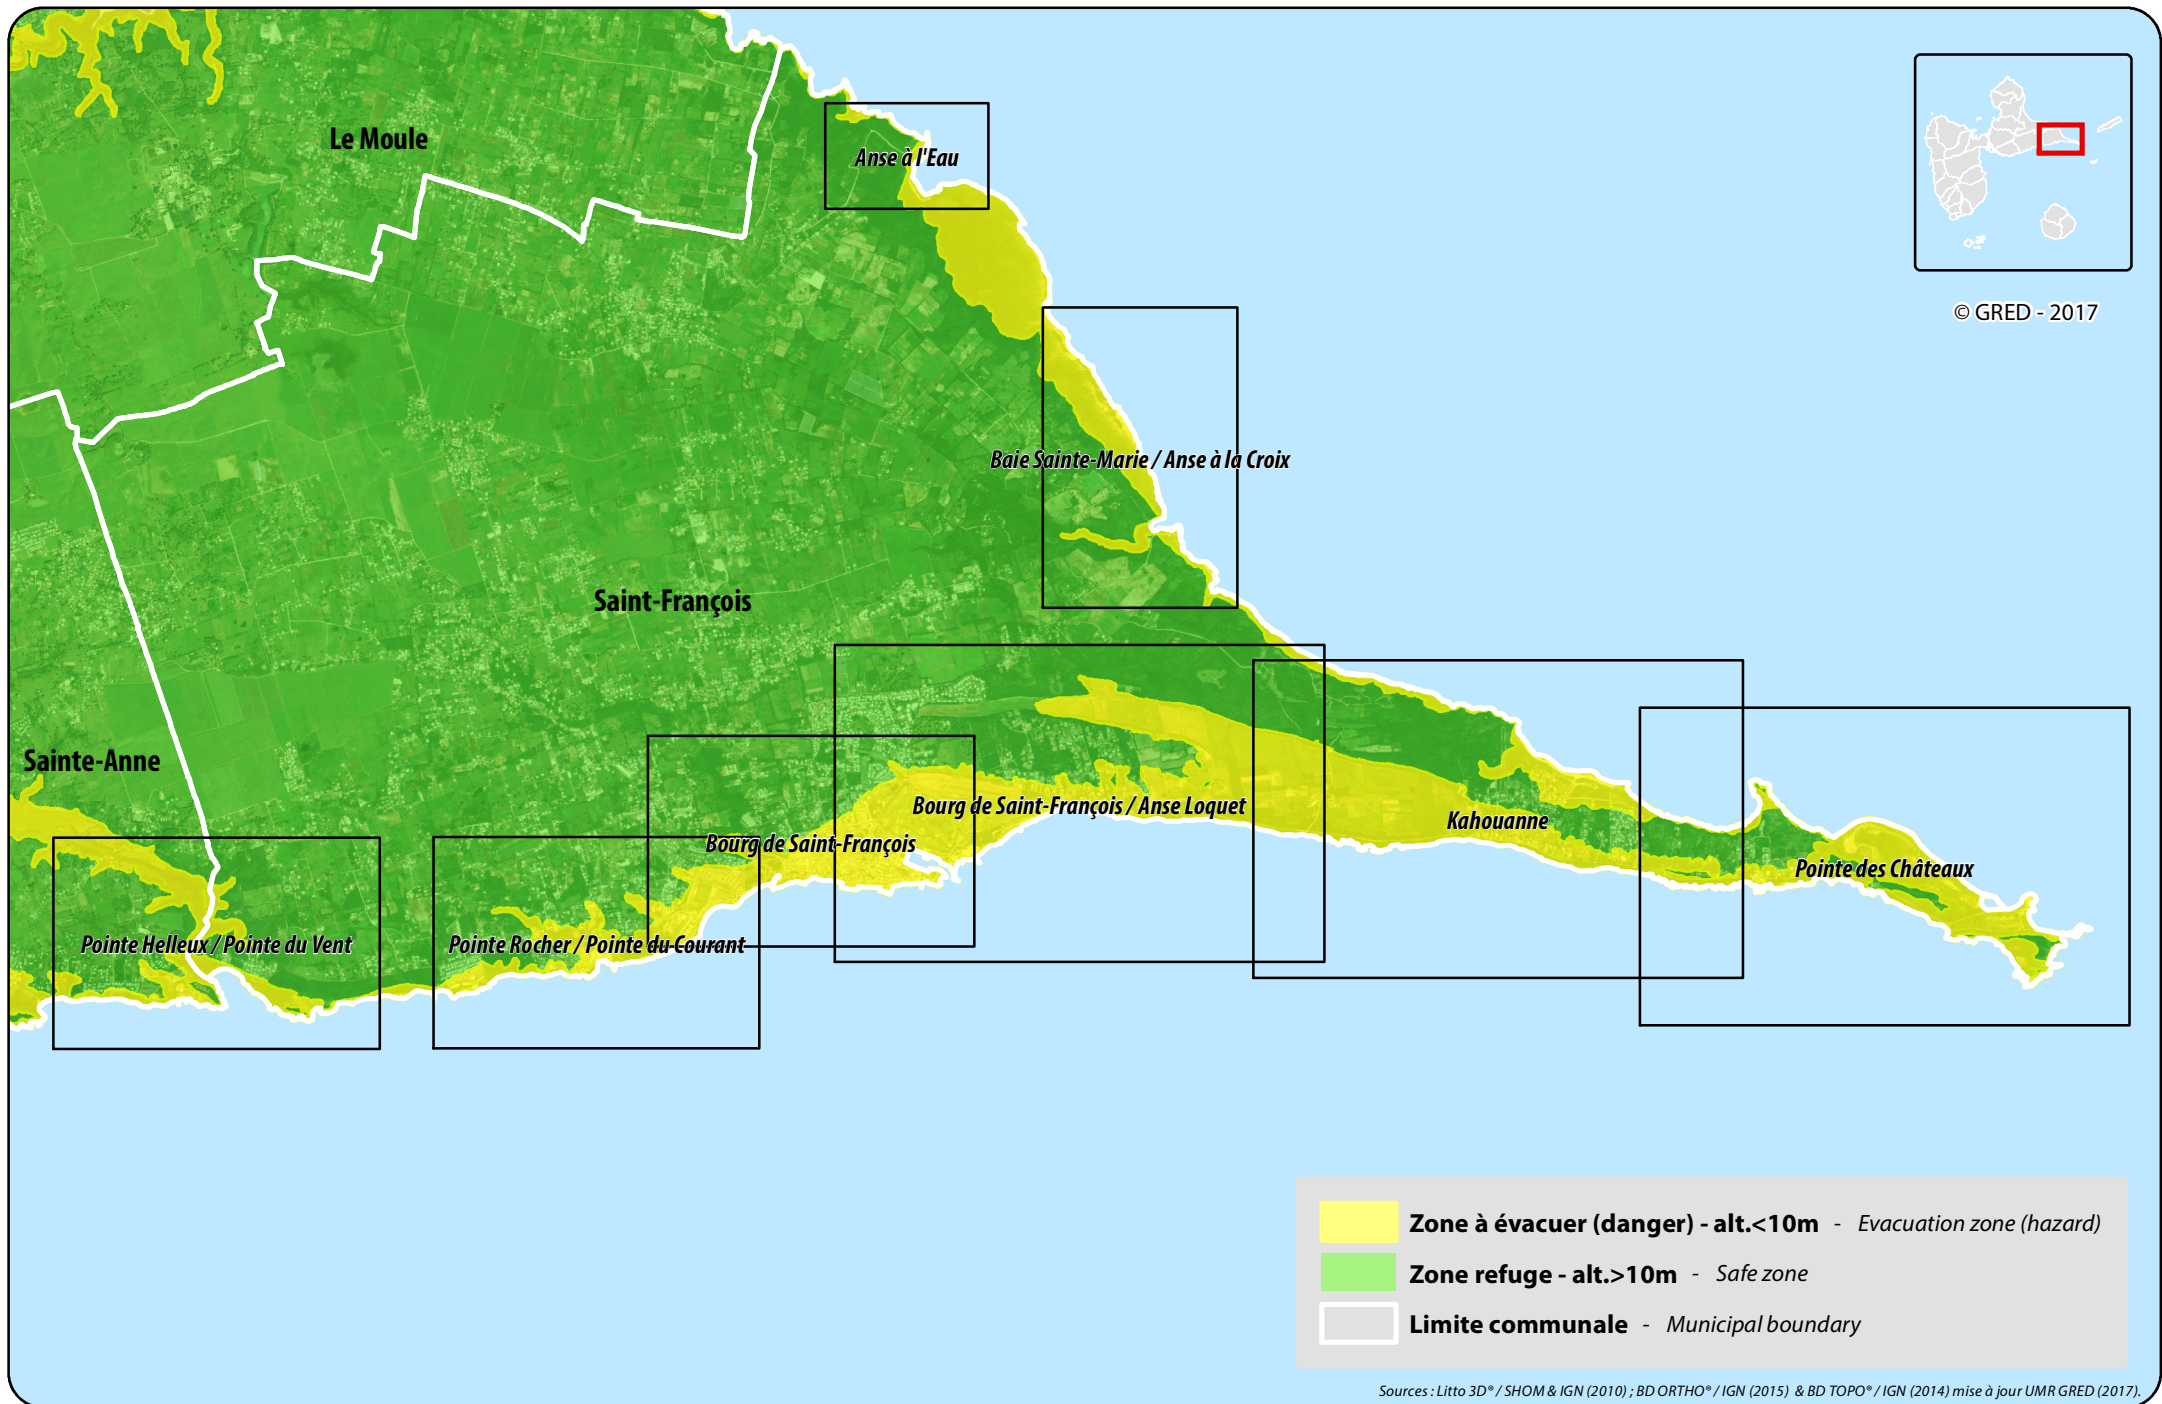 Le Moule
Anse à l'Eau
© GRED - 2017
Baie Sainte-Marie / Anse à la Croix
Saint-François
Sainte-Anne
Bourg de Saint-François / Anse Loquet
Kahouanne
Bourg de Saint-François
Pointe des Châteaux
Pointe Helleux / Pointe du Vent
Pointe Rocher / Pointe du Courant
Zone à évacuer (danger) - alt.<10m - Evacuation zone (hazard)
Zone refuge - alt.>10m - Safe zone
Limite communale - Municipal boundary
Sources : Litto 3D® / SHOM & IGN (2010) ; BD ORTHO® / IGN (2015) & BD TOPO® / IGN (2014) mise à jour UMR GRED (2017).